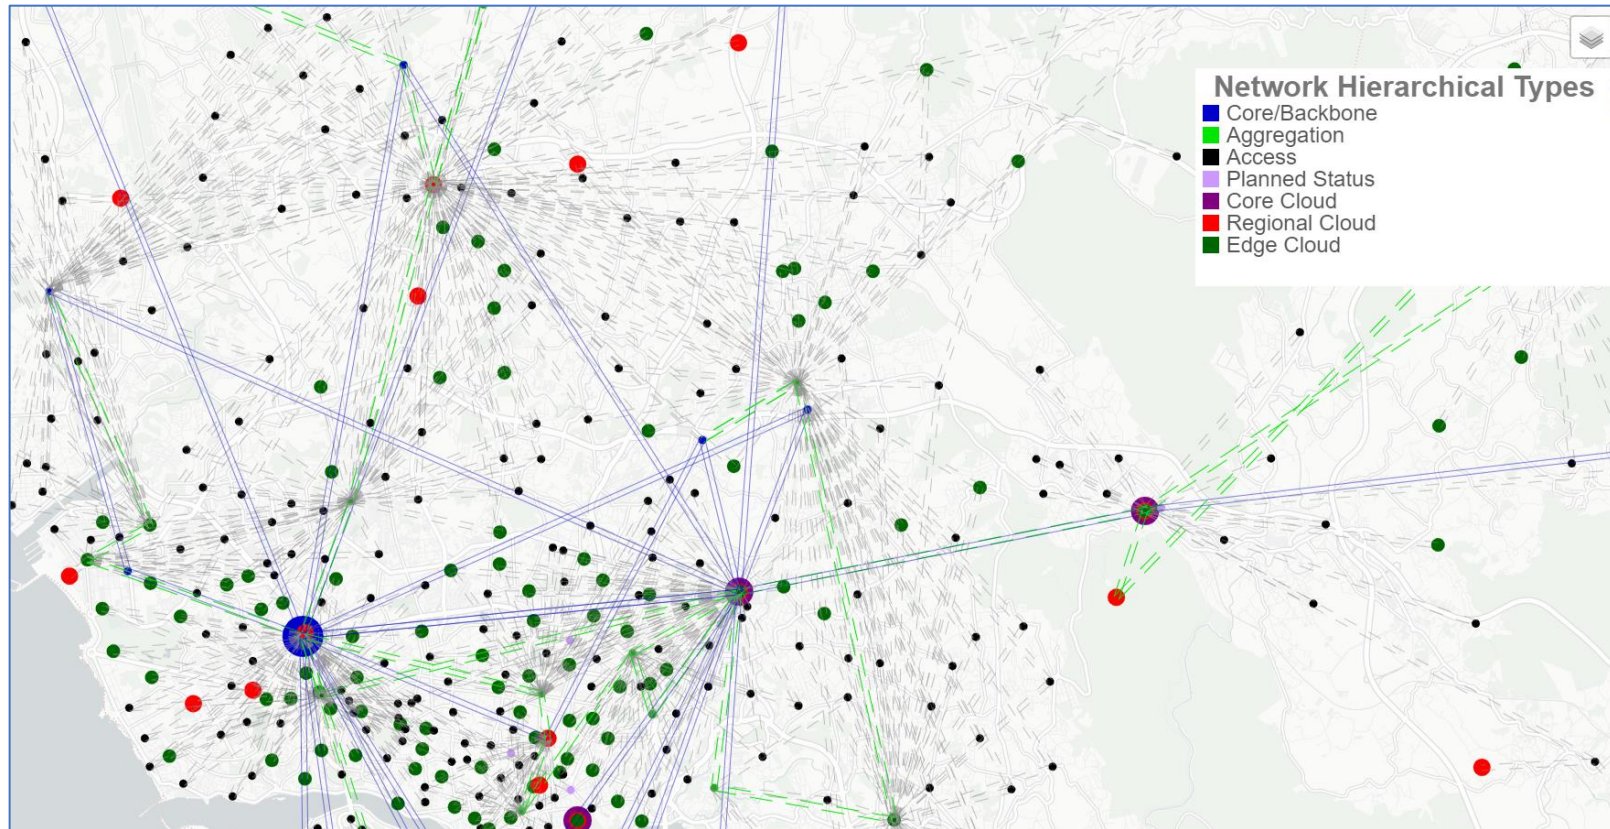 Network Hierarchical Types
Core/Backbone
Aggregation
Access
Planned Status
Core Cloud
Regional Cloud
Edge Cloud